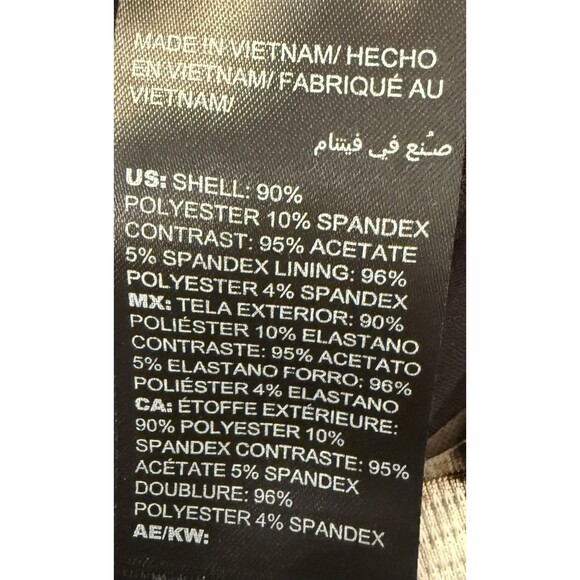 MADE IN VIETNAM/ HECHO
EN VIETNAM/ FABRIQUÉ AU
VIETNAM/
صُنع في فيتنام
US: SHELL: 90%
POLYESTER 10% SPANDEX
CONTRAST: 95% ACETATE
5% SPANDEX LINING: 96%
POLYESTER 4% SPANDEX
MX: TELA EXTERIOR: 90%
POLIÉSTER 10% ELASTANO
CONTRASTE: 95% ACETATO
5% ELASTANO FORRO: 96%
POLIÉSTER 4% ELASTANO
CA: ÉTOFFE EXTÉRIEURE:
90% POLYESTER 10%
SPANDEX CONTRASTE: 95%
ACÉTATE 5% SPANDEX
DOUBLURE: 96%
POLYESTER 4% SPANDEX
AE/KW: